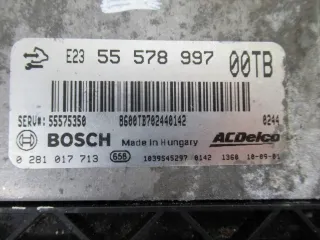 E23 55 578 997 00TB
SERV#: 55575350 8600TB702440142 0244
BOSCH Made in Hungary ACDelco
0 281 017 713 658 1039S45297 0142 1360 10-05-01